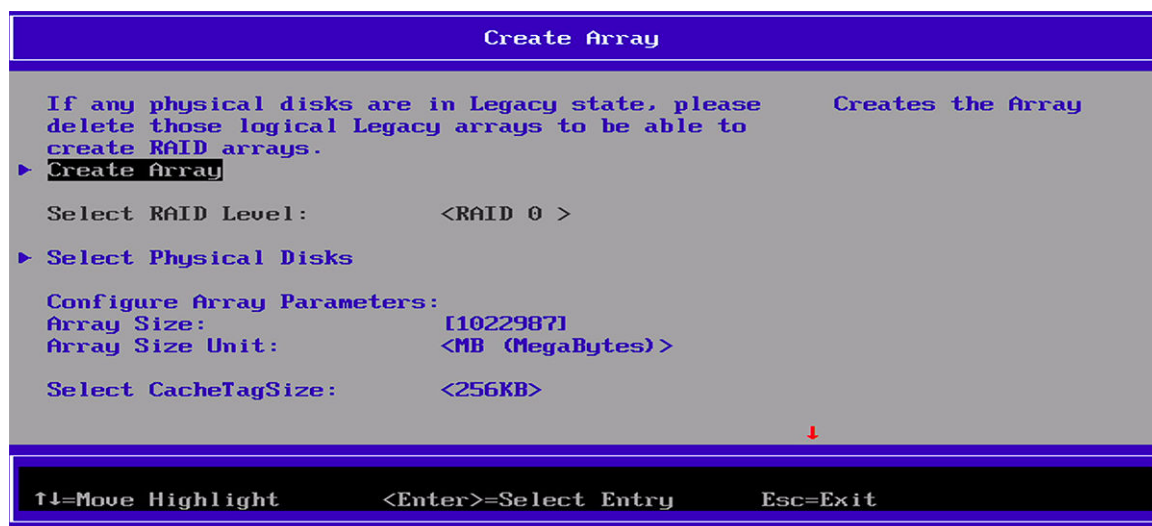 Create Array
If any physical disks are in Legacy state, please
delete those logical Legacy arrays to be able to
create RAID arrays.
Creates the Array
Create Array
Select RAID Level: <RAID 0 >
Select Physical Disks
Configure Array Parameters:
Array Size: [1022987]
Array Size Unit: <MB (MegaBytes)>
Select CacheTagSize: <256KB>
↑↓=Move Highlight <Enter>=Select Entry Esc=Exit